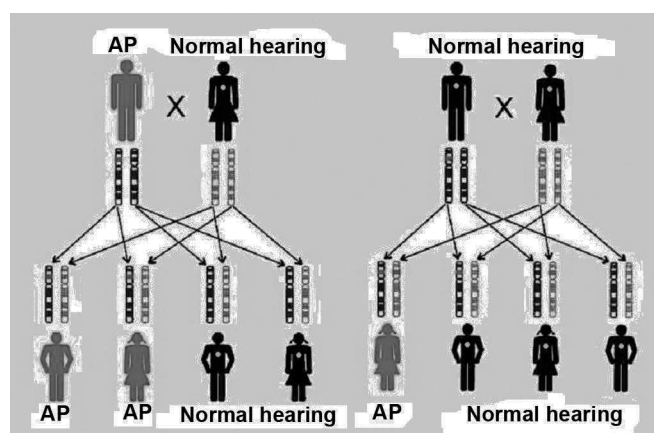 AP Normal hearing
Normal hearing
X
X
AP AP Normal hearing
AP Normal hearing